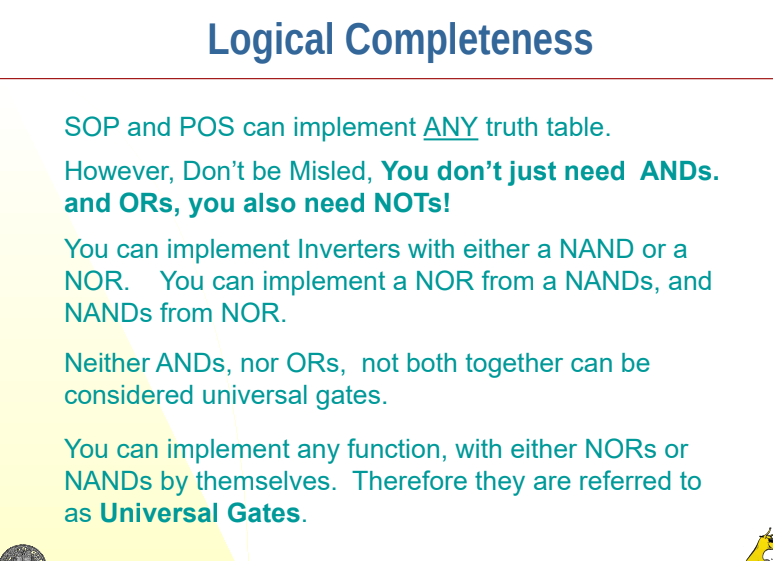 Logical Completeness
SOP and POS can implement ANY truth table.
However, Don’t be Misled, You don’t just need  ANDs.
and ORs, you also need NOTs!
You can implement Inverters with either a NAND or a
NOR.    You can implement a NOR from a NANDs, and
NANDs from NOR.
Neither ANDs, nor ORs,  not both together can be
considered universal gates.
You can implement any function, with either NORs or
NANDs by themselves.  Therefore they are referred to
as Universal Gates.